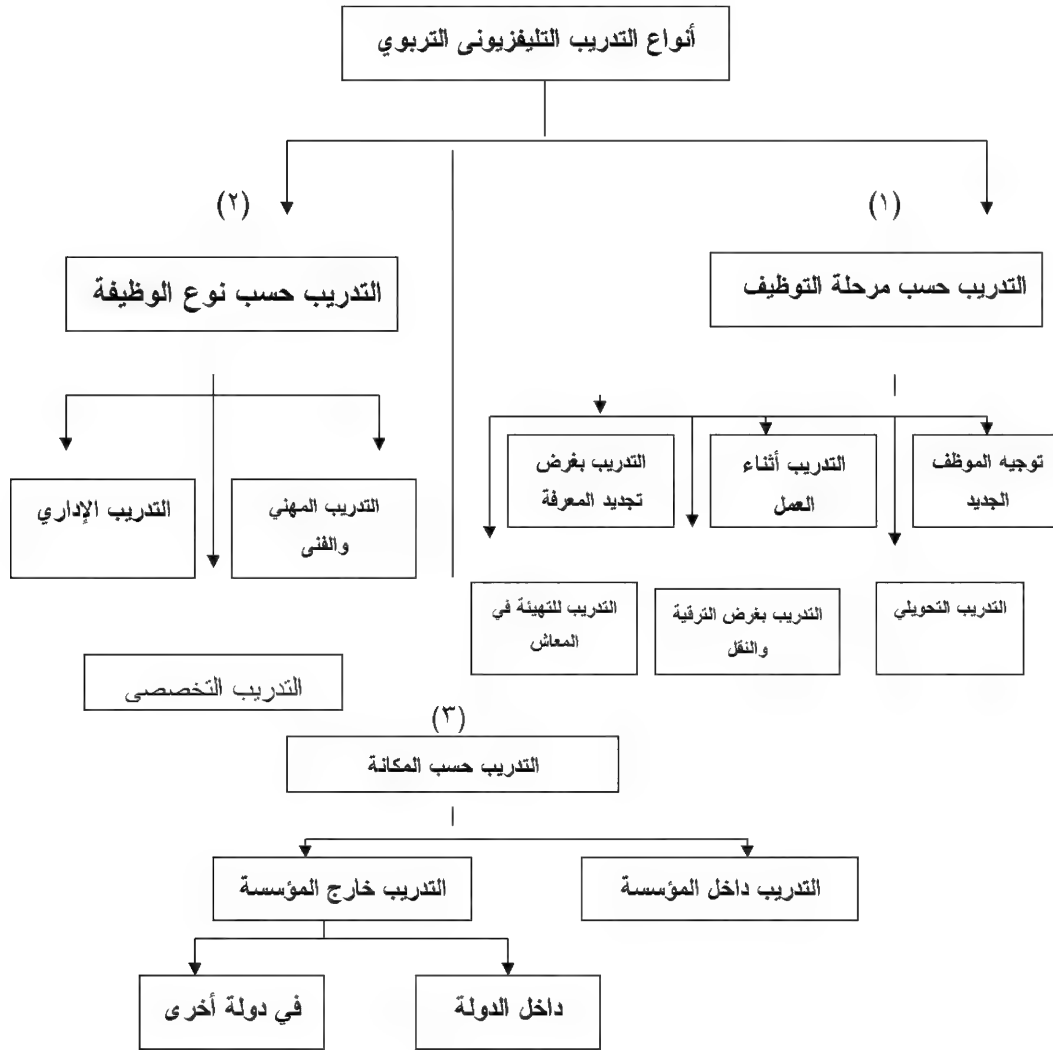 أنواع التدريب التليفزيونى التربوي
(١)
(٢)
التدريب حسب مرحلة التوظيف
التدريب حسب نوع الوظيفة
توجيه الموظف
الجديد
التدريب أثناء
العمل
التدريب بغرض
تجديد المعرفة
التدريب المهني
والفنى
التدريب الإداري
التدريب التحويلي
التدريب بغرض الترقية
والنقل
التدريب للتهيئة في
المعاش
التدريب التخصصى
(٣)
التدريب حسب المكانة
التدريب داخل المؤسسة
التدريب خارج المؤسسة
داخل الدولة
في دولة أخرى